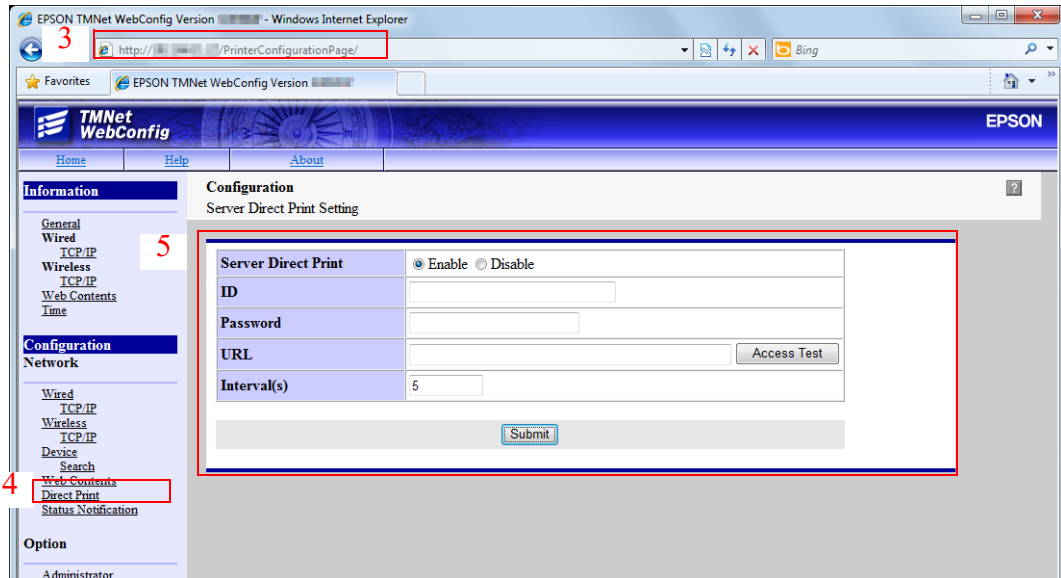 EPSON TMNet WebConfig Version - Windows Internet Explorer
3
http:// /PrinterConfigurationPage/
Bing
Favorites
EPSON TMNet WebConfig Version
TMNet
WebConfig
EPSON
Home Help About
Information
General
Wired
TCP/IP
Wireless
TCP/IP
Web Contents
Time
Configuration
Network
Wired
TCP/IP
Wireless
TCP/IP
Device
Search
Web Contents
4
Direct Print
Status Notification
Option
Administrator
Configuration
?
Server Direct Print Setting
5
Server Direct Print Enable Disable
ID
Password
URL Access Test
Interval(s) 5
Submit